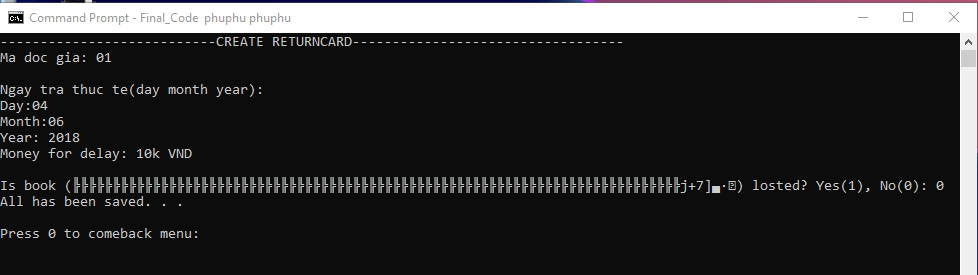 Command Prompt - Final_Code phuphu phuphu
---------------------------CREATE RETURNCARD----------------------------------
Ma doc gia: 01
Ngay tra thuc te(day month year):
Day:04
Month:06
Year: 2018
Money for delay: 10k VND
Is book (╠╠╠╠╠╠╠╠╠╠╠╠╠╠╠╠╠╠╠╠╠╠╠╠╠╠╠╠╠╠╠╠╠╠╠╠╠╠╠╠╠╠╠╠╠╠╠╠╠╠╠╠╠╠╠╠╠╠╠╠╠╠╠╠╠╠╠╠╠╠╠╠╠╠╠╠j+7]▄·) losted? Yes(1), No(0): 0
All has been saved. . .
Press 0 to comeback menu: